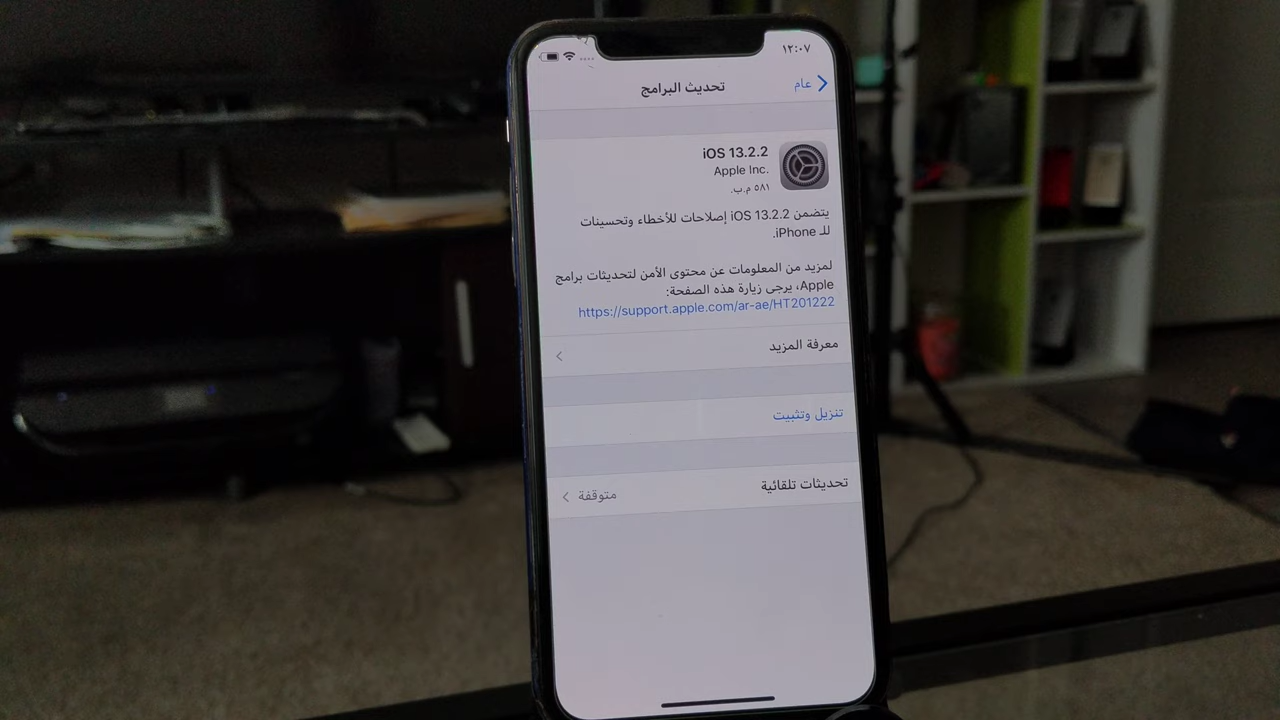 ١٢:٠٧
عام
تحديث البرامج
iOS 13.2.2
Apple Inc.
٥٨١ م.ب.
يتضمن iOS 13.2.2 إصلاحات للأخطاء وتحسينات
للـ iPhone.
لمزيد من المعلومات عن محتوى الأمن لتحديثات برامج
Apple، يرجى زيارة هذه الصفحة:
https://support.apple.com/ar-ae/HT201222
معرفة المزيد
تنزيل وتثبيت
تحديثات تلقائية متوقفة